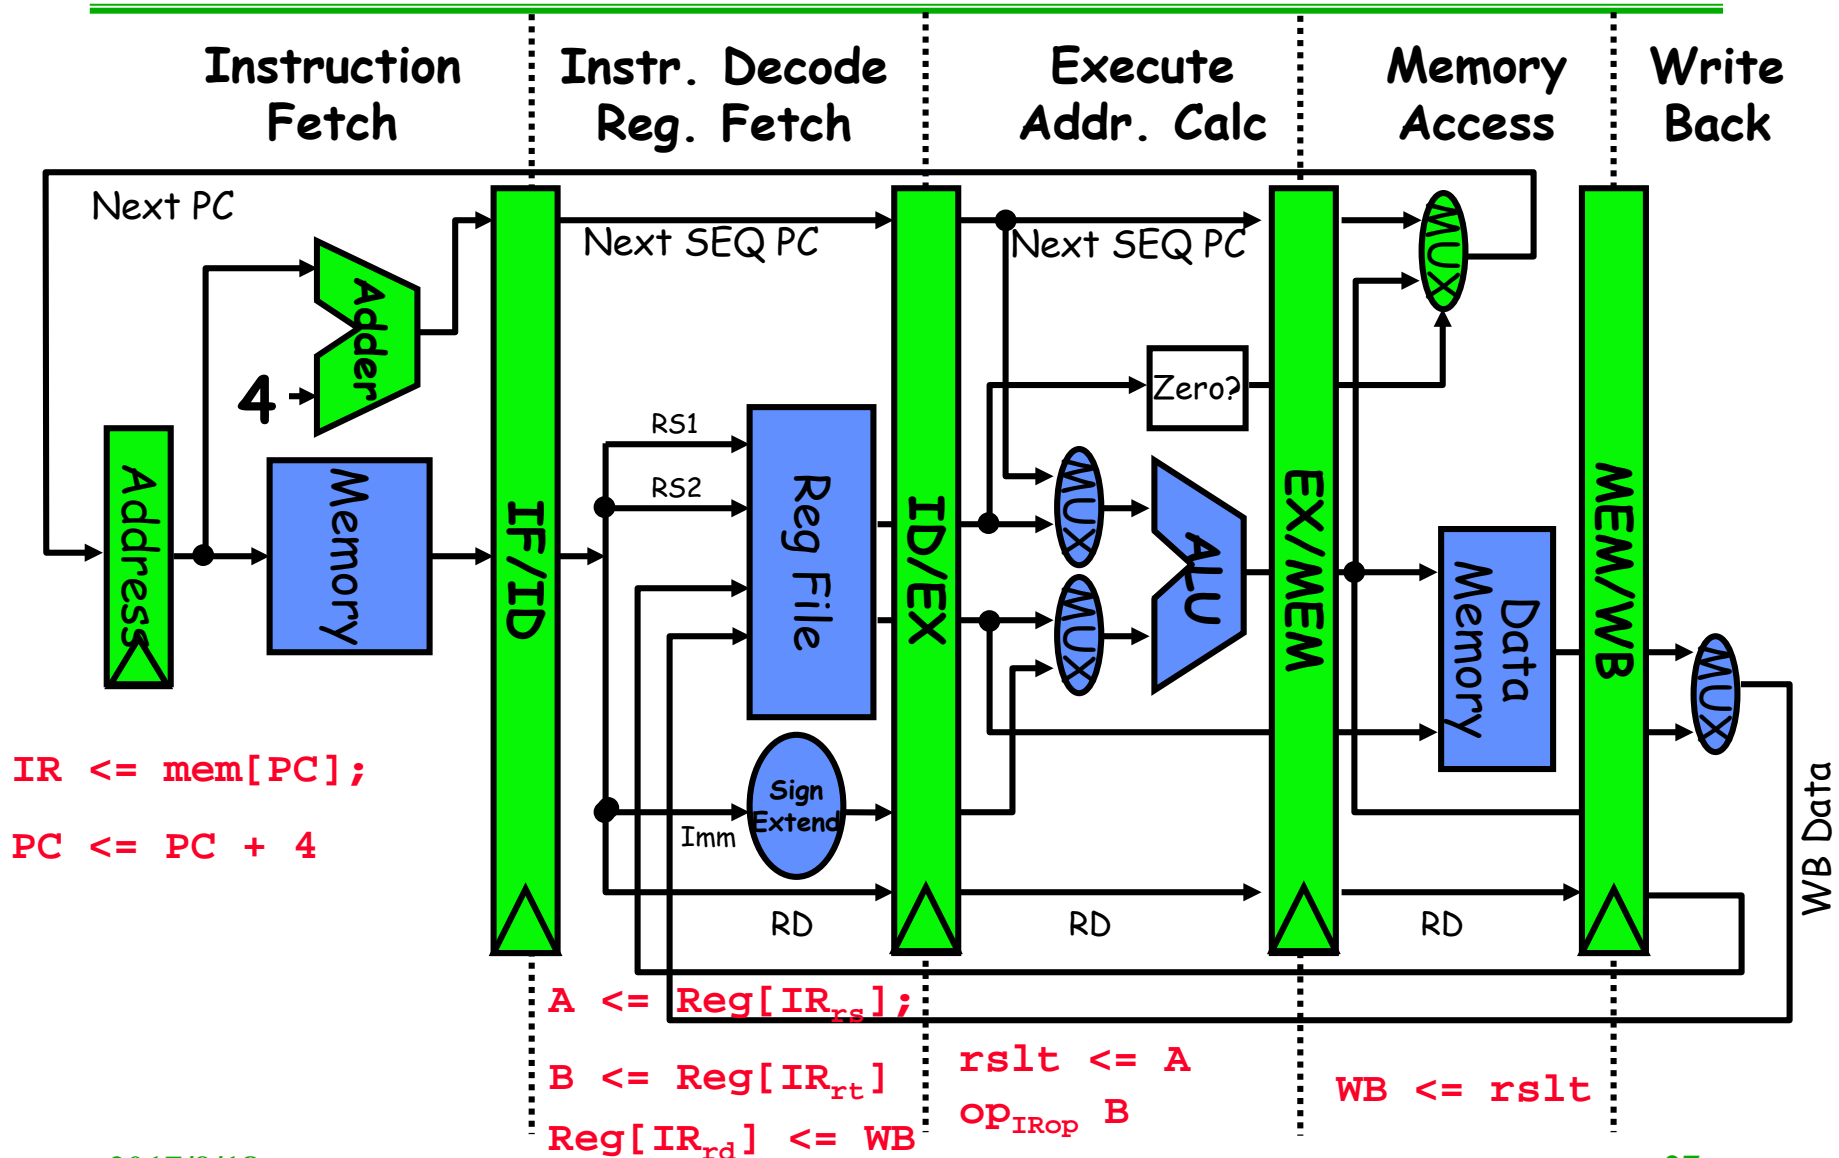 Instruction
Fetch
Instr. Decode
Reg. Fetch
Execute
Addr. Calc
Memory
Access
Write
Back
Next PC
Next SEQ PC
Next SEQ PC
MUX
Adder
4
Zero?
RS1
RS2
Address
Memory
IF/ID
Reg File
ID/EX
MUX
MUX
ALU
EX/MEM
Data
Memory
MEM/WB
MUX
Sign
Extend
Imm
WB Data
RD
RD
RD
IR <= mem[PC];
PC <= PC + 4
A <= Reg[IRrs];
B <= Reg[IRrt]
Reg[IRrd] <= WB
rslt <= A
opIRop B
WB <= rslt